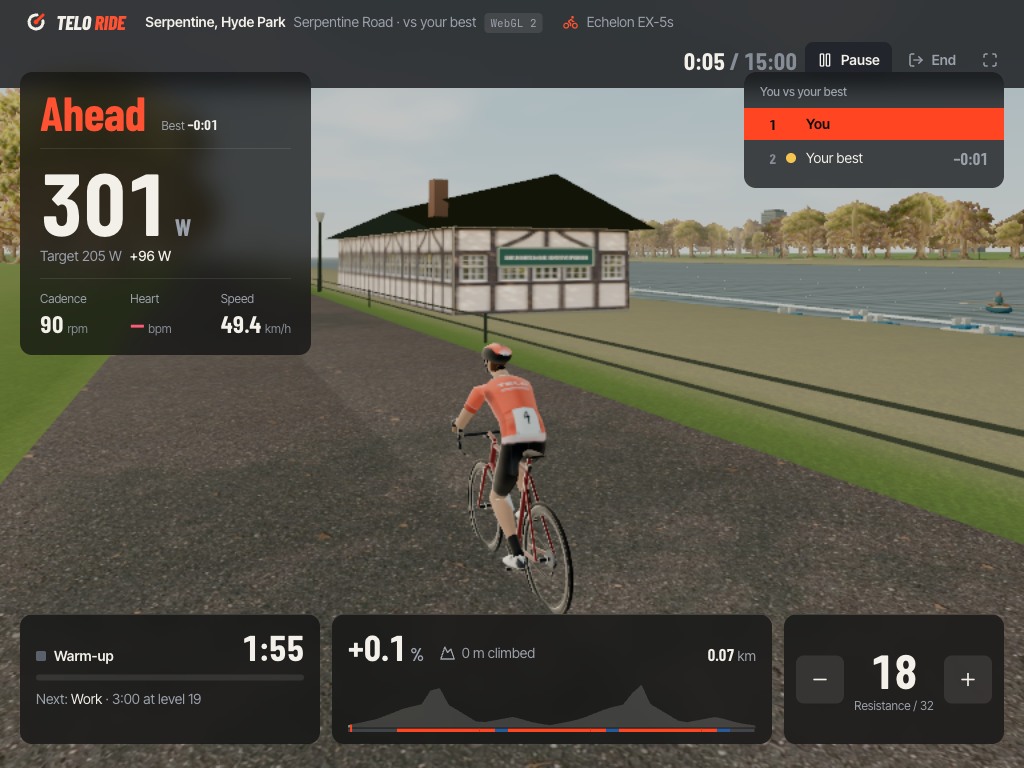 TELO RIDE Serpentine, Hyde Park Serpentine Road · vs your best WebGL 2 Echelon EX-5s
0:05 / 15:00 Pause End
Ahead Best −0:01
301 W
Target 205 W +96 W
Cadence Heart Speed
90 rpm — bpm 49.4 km/h
You vs your best
1 You
2 Your best −0:01
4
Warm-up 1:55
Next: Work · 3:00 at level 19
+0.1 % 0 m climbed 0.07 km
− 18 +
Resistance / 32